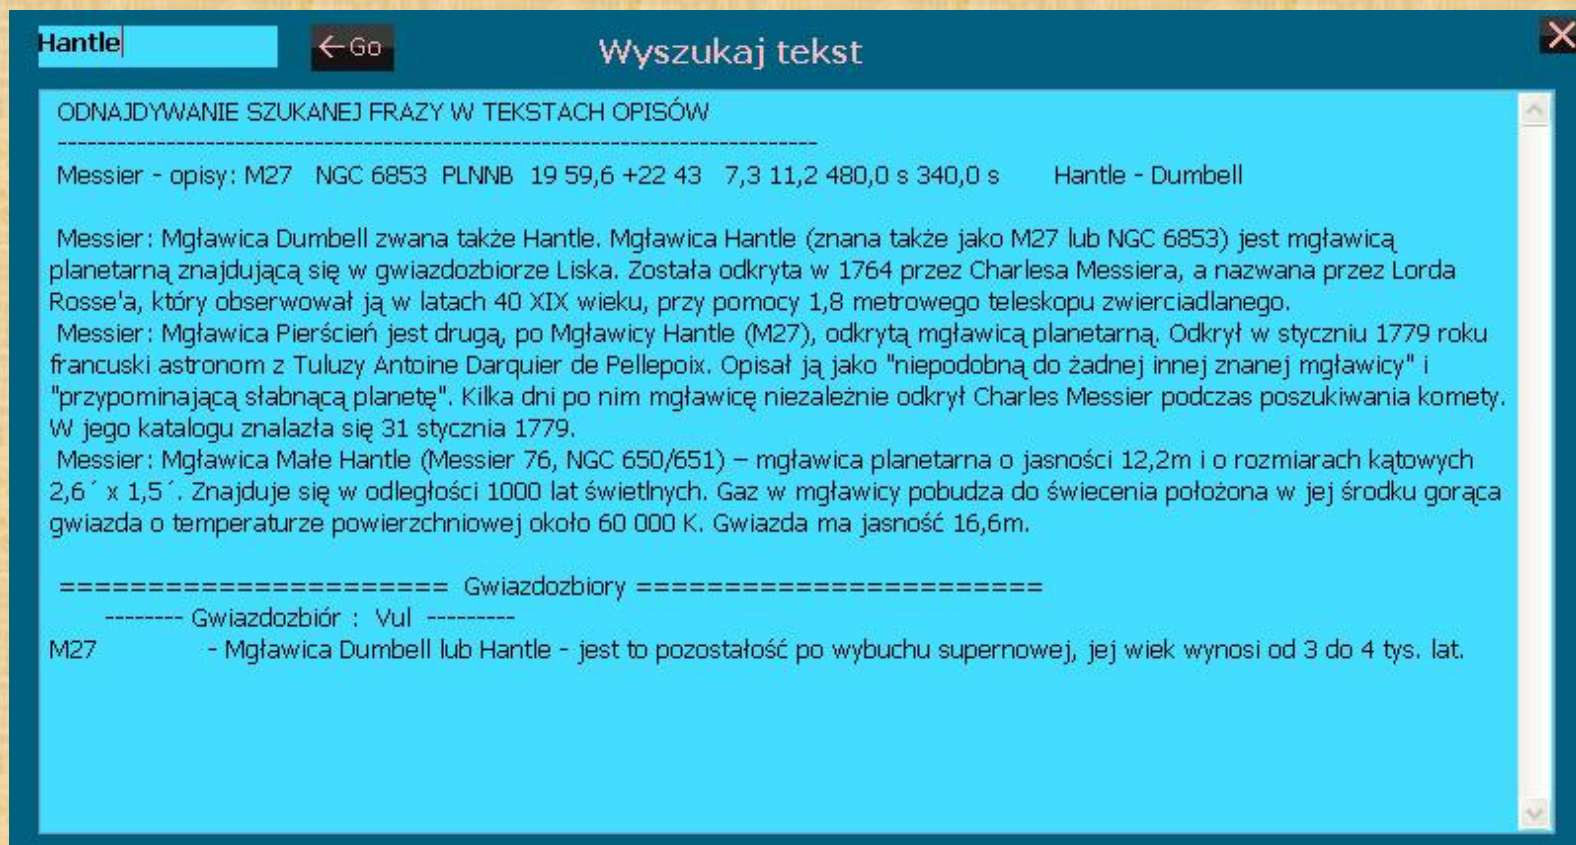 Hantle
←Go
Wyszukaj tekst
ODNAJDYWANIE SZUKANEJ FRAZY W TEKSTACH OPISÓW
-------------------------------------------------------------------------
Messier - opisy: M27 NGC 6853 PLNNB 19 59,6 +22 43 7,3 11,2 480,0 s 340,0 s Hantle - Dumbell
Messier: Mgławica Dumbell zwana także Hantle. Mgławica Hantle (znana także jako M27 lub NGC 6853) jest mgławicą
planetarną znajdującą się w gwiazdozbiorze Liska. Została odkryta w 1764 przez Charlesa Messiera, a nazwana przez Lorda
Rosse'a, który obserwował ją w latach 40 XIX wieku, przy pomocy 1,8 metrowego teleskopu zwierciadlanego.
Messier: Mgławica Pierścień jest drugą, po Mgławicy Hantle (M27), odkrytą mgławicą planetarną. Odkrył w styczniu 1779 roku
francuski astronom z Tuluzy Antoine Darquier de Pellepoix. Opisał ją jako "niepodobną do żadnej innej znanej mgławicy" i
"przypominającą słabnącą planetę". Kilka dni po nim mgławicę niezależnie odkrył Charles Messier podczas poszukiwania komety.
W jego katalogu znalazła się 31 stycznia 1779.
Messier: Mgławica Małe Hantle (Messier 76, NGC 650/651) – mgławica planetarna o jasności 12,2m i o rozmiarach kątowych
2,6´ x 1,5´. Znajduje się w odległości 1000 lat świetlnych. Gaz w mgławicy pobudza do świecenia położona w jej środku gorąca
gwiazda o temperaturze powierzchniowej około 60 000 K. Gwiazda ma jasność 16,6m.
====================== Gwiazdozbiory =======================
-------- Gwiazdozbiór : Vul ---------
M27 - Mgławica Dumbell lub Hantle - jest to pozostałość po wybuchu supernowej, jej wiek wynosi od 3 do 4 tys. lat.